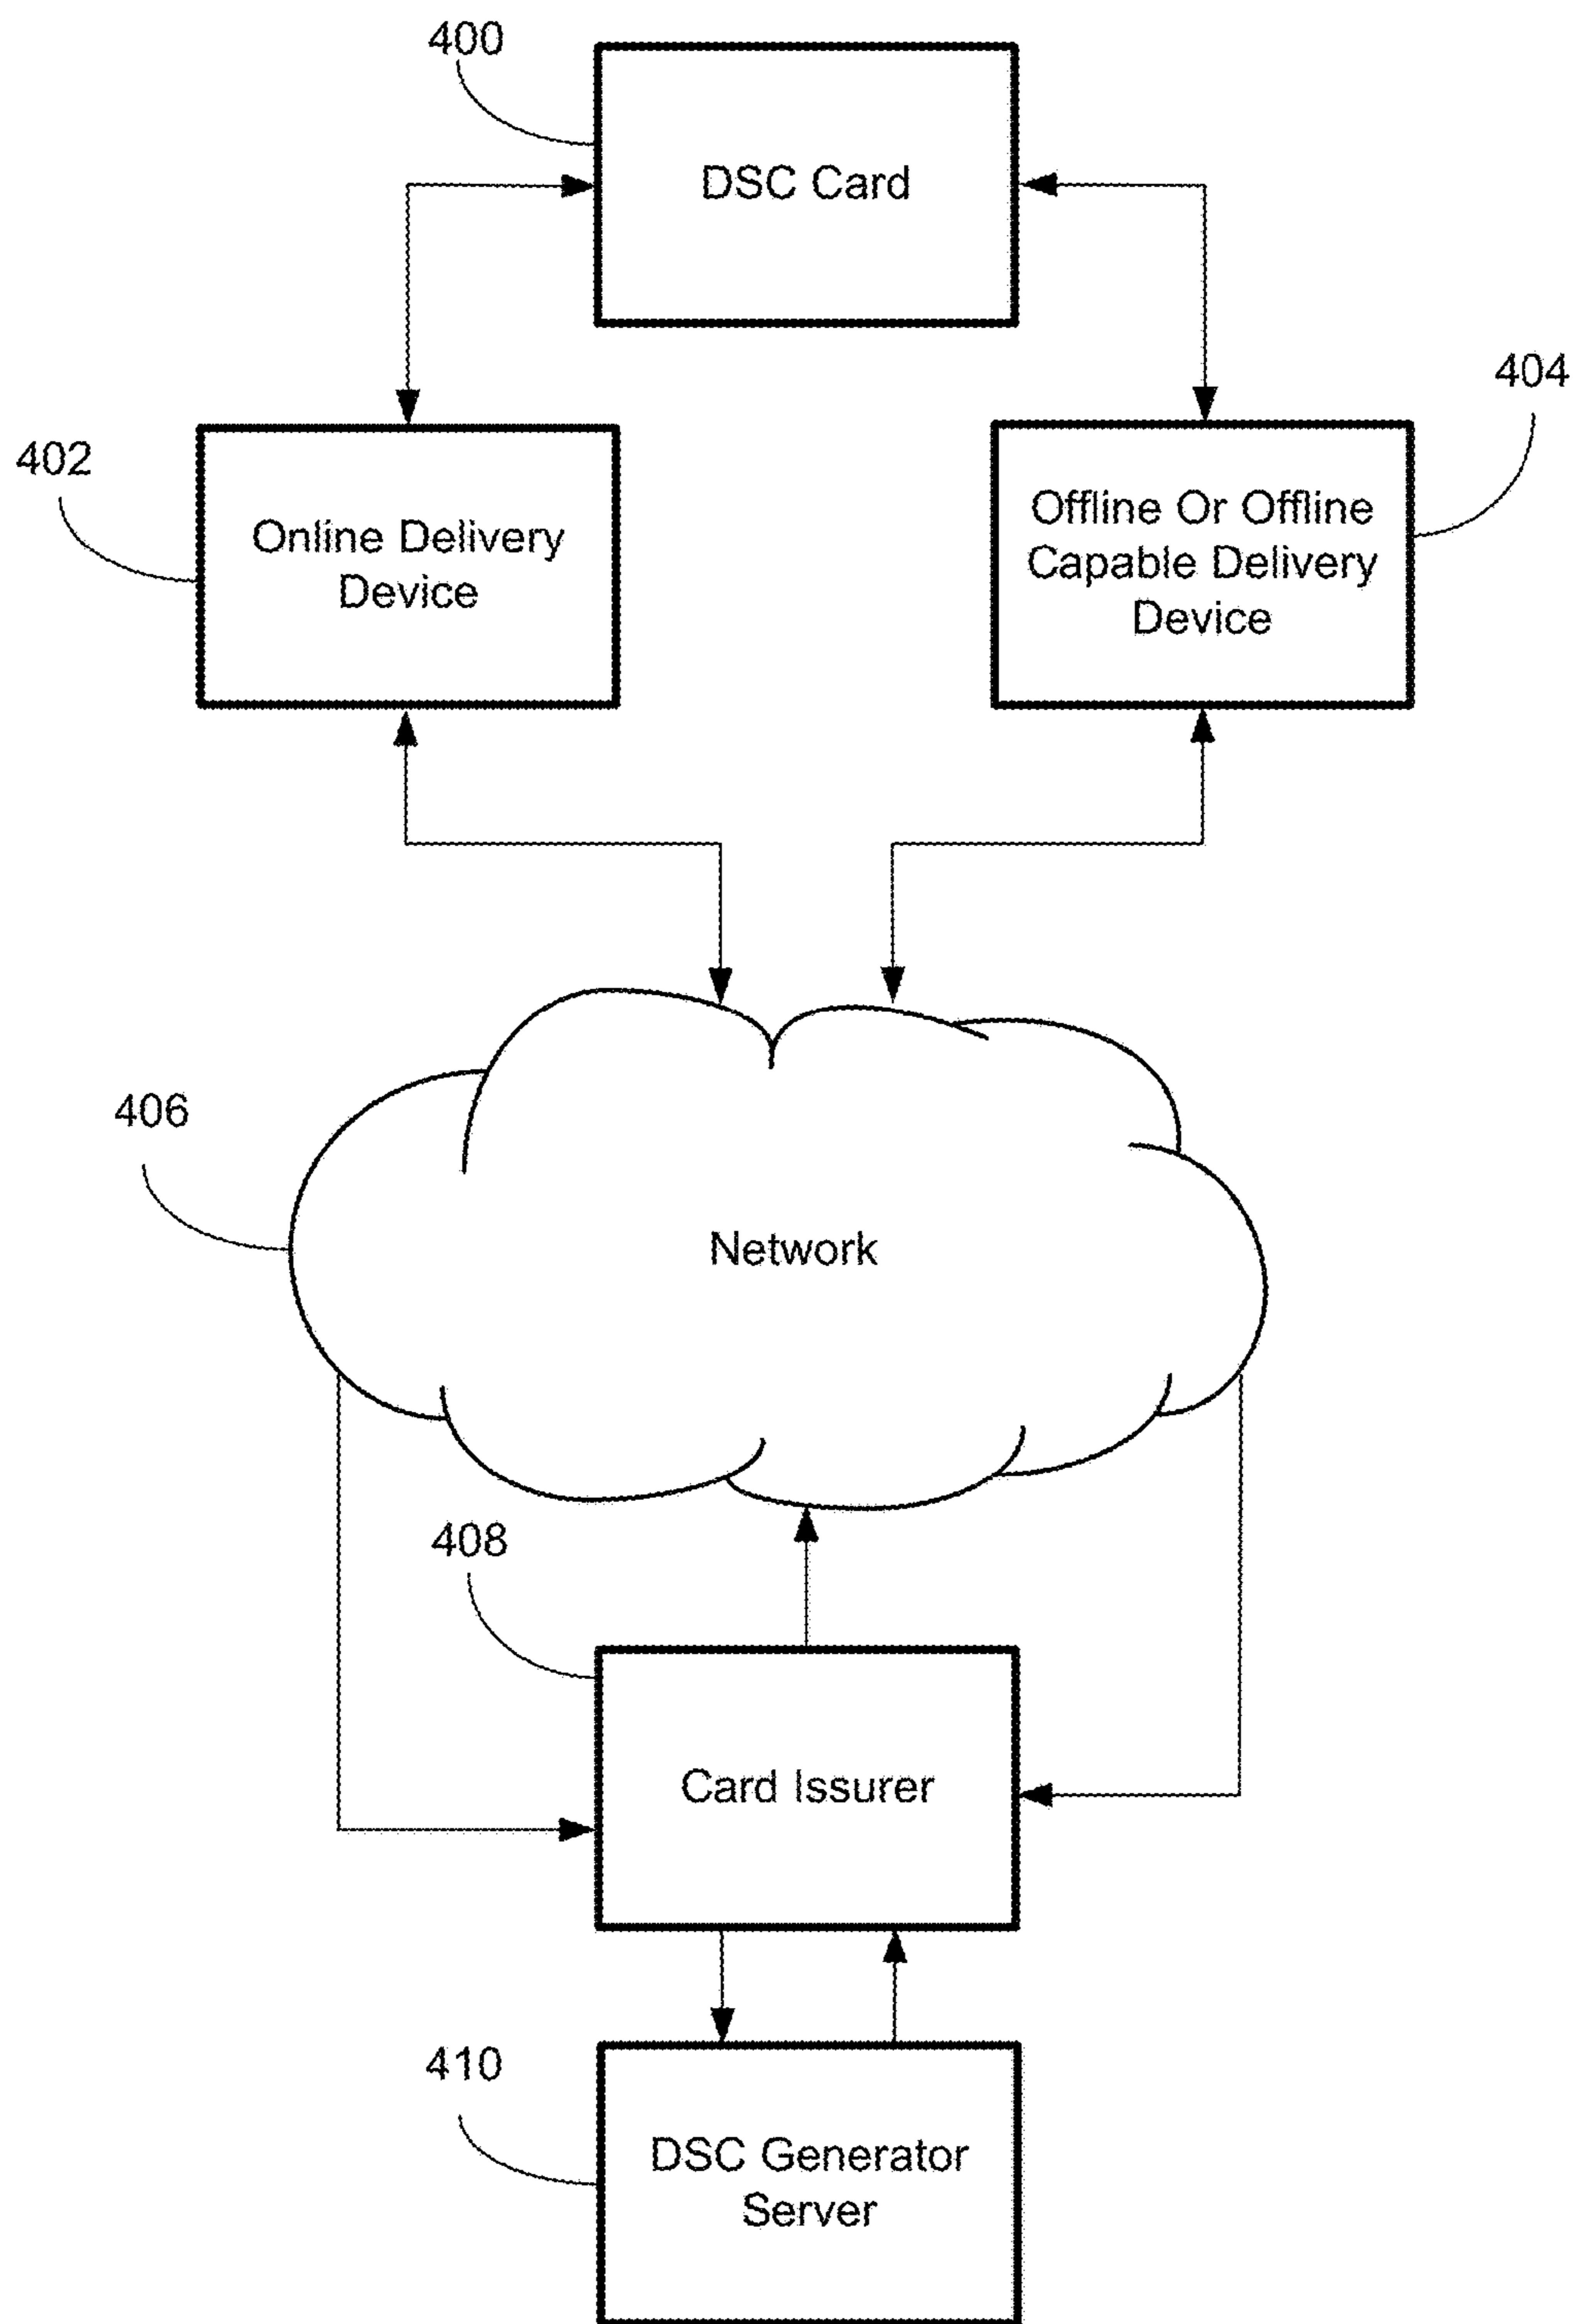 400
DSC Card
404
402
Online Delivery
Device
Offline Or Offline
Capable Delivery
Device
406
Network
408
Card Issurer
410
DSC Generator
Server